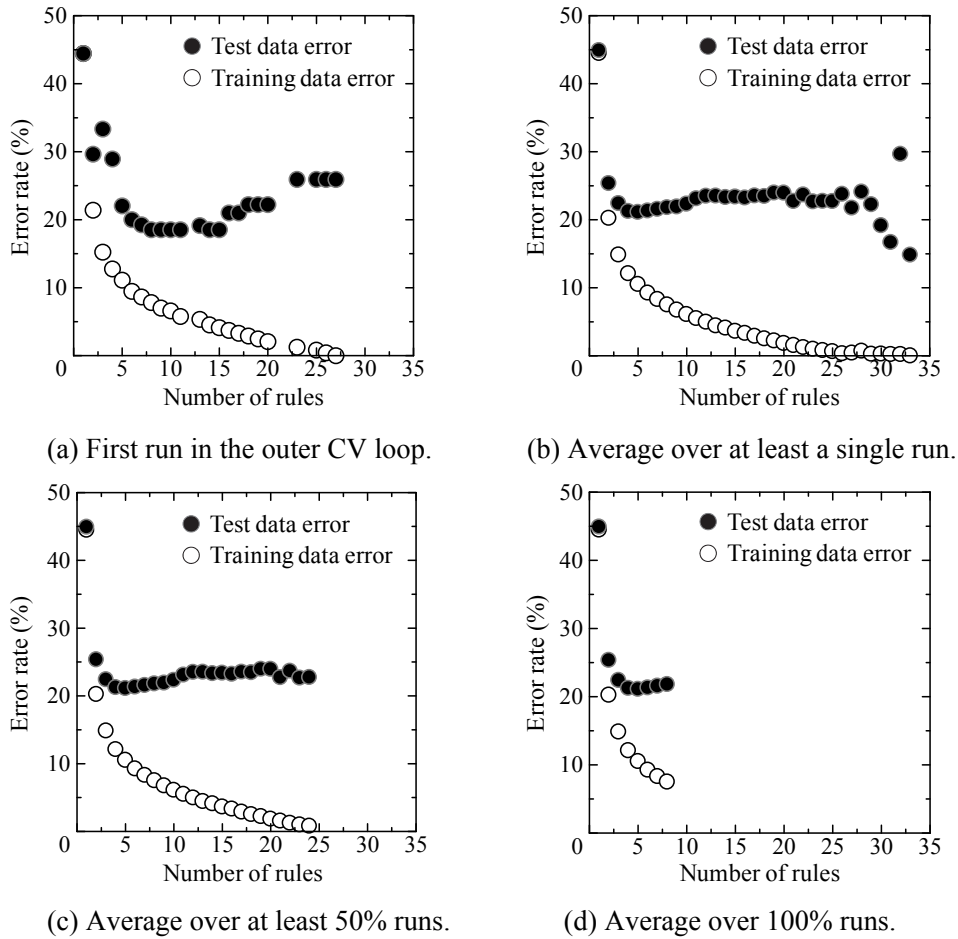 50
40
30
20
10
0
5
10
15
20
25
30
35
Error rate (%)
Number of rules
Test data error
Training data error
(a) First run in the outer CV loop.
50
40
30
20
10
0
5
10
15
20
25
30
35
Error rate (%)
Number of rules
Test data error
Training data error
(b) Average over at least a single run.
50
40
30
20
10
0
5
10
15
20
25
30
35
Error rate (%)
Number of rules
Test data error
Training data error
(c) Average over at least 50% runs.
50
40
30
20
10
0
5
10
15
20
25
30
35
Error rate (%)
Number of rules
Test data error
Training data error
(d) Average over 100% runs.